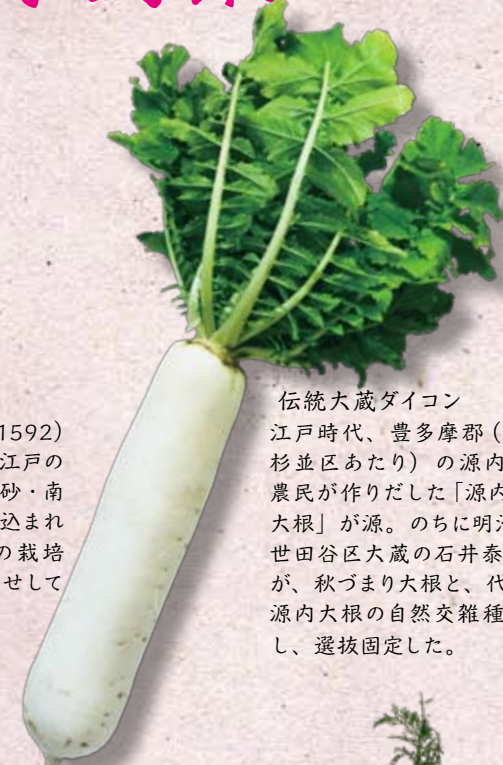 1592)
江戸の
砂・南
込まれ
の栽培
せして
伝統大蔵ダイコン
江戸時代、豊多摩郡（
杉並区あたり）の源内
農民が作りだした「源内
大根」が源。のちに明治
世田谷区大蔵の石井泰
が、秋づまり大根と、代
源内大根の自然交雑種
し、選抜固定した。